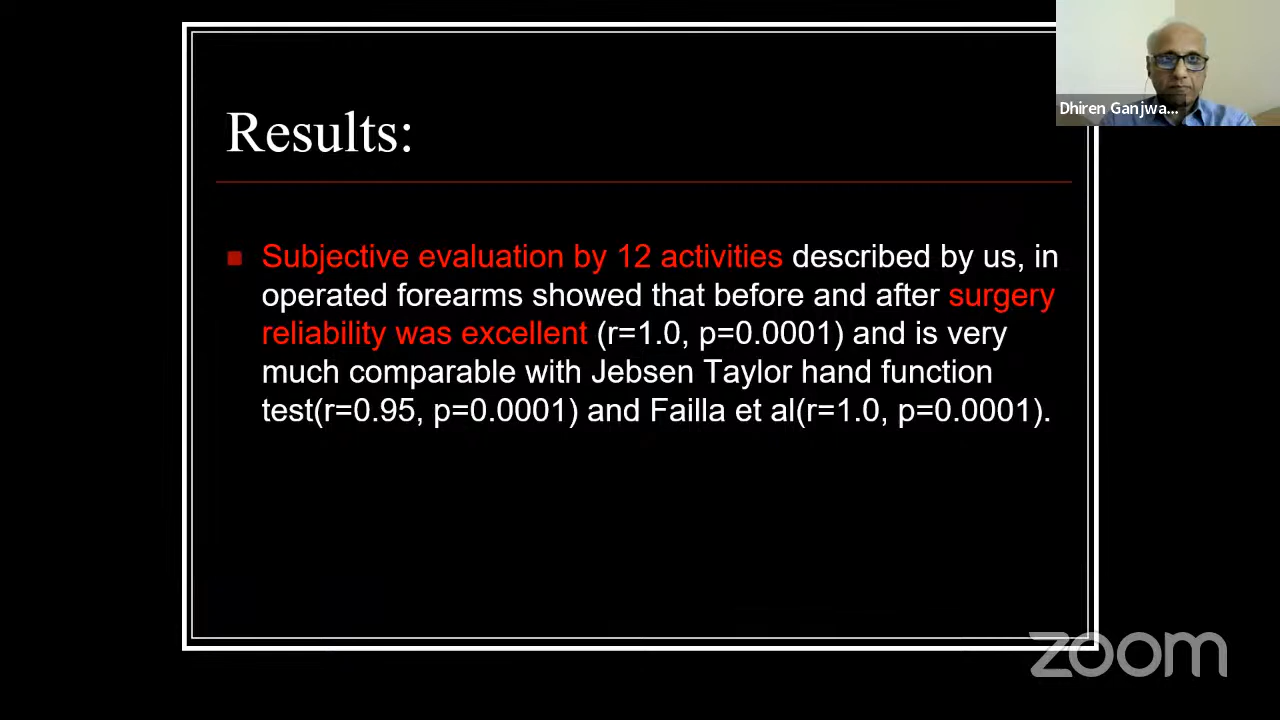 Dhiren Ganjwa...
Results:
Subjective evaluation by 12 activities described by us, in
operated forearms showed that before and after surgery
reliability was excellent (r=1.0, p=0.0001) and is very
much comparable with Jebsen Taylor hand function
test(r=0.95, p=0.0001) and Failla et al(r=1.0, p=0.0001).
zoom